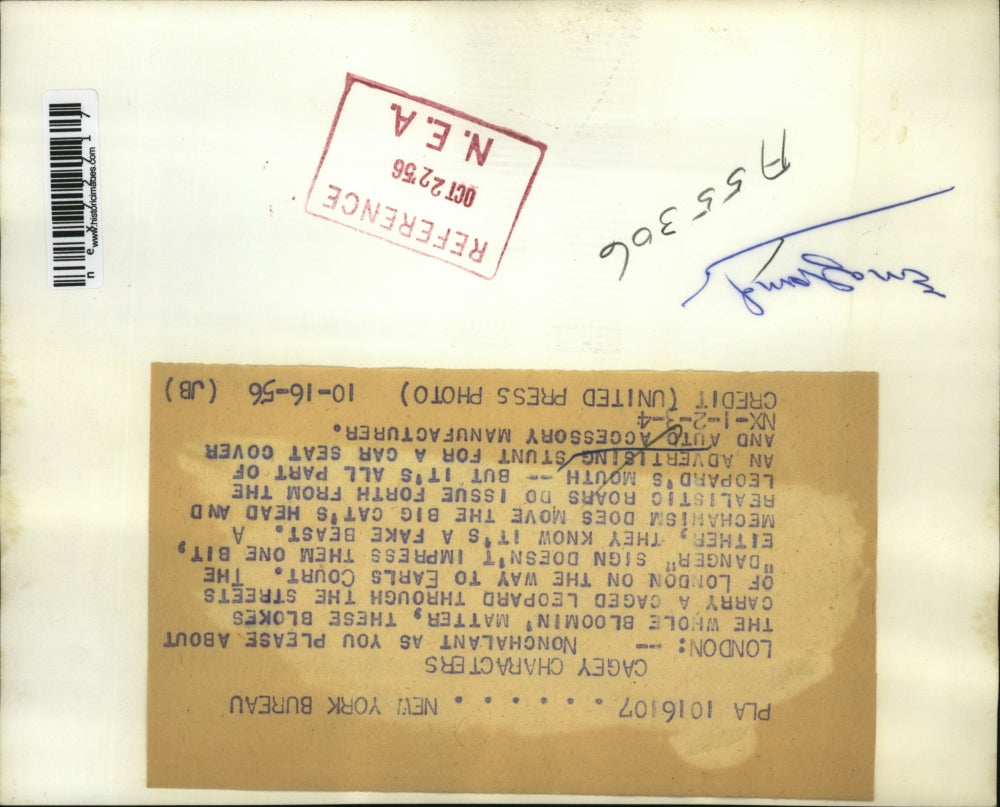 PLA 1016107 . . . . . . . NEW YORK BUREAU
CAGEY CHARACTERS
LONDON: -- NONCHALANT AS YOU PLEASE ABOUT
THE WHOLE BLOOMIN' MATTER, THESE BLOKES
CARRY A CAGED LEOPARD THROUGH THE STREETS
OF LONDON ON THE WAY TO EARLS COURT. THE
"DANGER" SIGN DOESN'T IMPRESS THEM ONE BIT,
EITHER, THEY KNOW IT'S A FAKE BEAST. A
MECHANISM DOES MOVE THE BIG CAT'S HEAD AND
REALISTIC ROARS DO ISSUE FORTH FROM THE
LEOPARD'S MOUTH -- BUT IT'S ALL PART OF
AN ADVERTISING STUNT FOR A CAR SEAT COVER
AND AUTO ACCESSORY MANUFACTURER.
NX-1-2-3-4
CREDIT (UNITED PRESS PHOTO) 10-16-56 (JB)
REFERENCE
OCT 22 '56
N.E.A.
A55306
www.historicimages.com